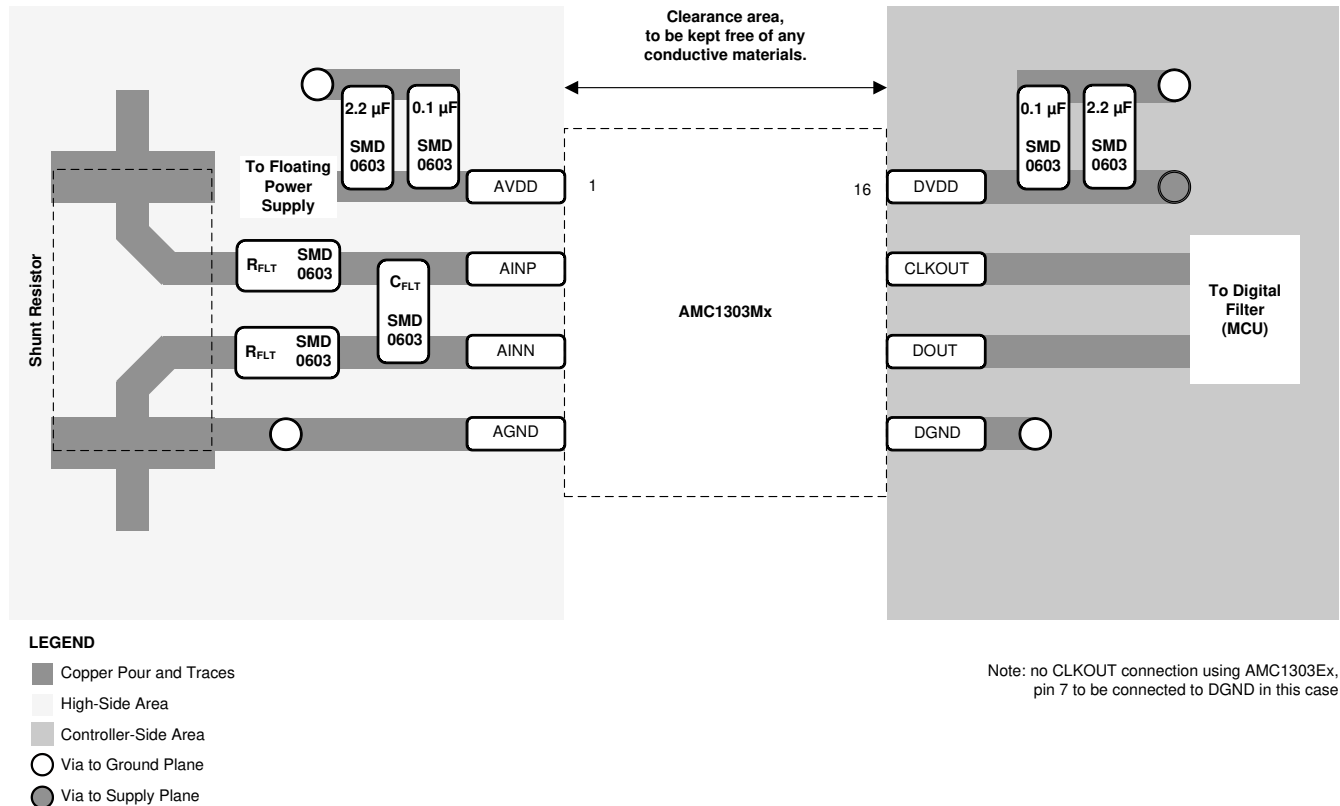 Clearance area,
to be kept free of any
conductive materials.
2.2 µF
SMD
0603
0.1 µF
SMD
0603
To Floating
Power
Supply
AVDD
1
Shunt Resistor
RFLT
SMD
0603
AINP
CFLT
SMD
0603
RFLT
SMD
0603
AINN
AGND
AMC1303Mx
0.1 µF
SMD
0603
2.2 µF
SMD
0603
16
DVDD
CLKOUT
DOUT
DGND
To Digital
Filter
(MCU)
LEGEND
Copper Pour and Traces
High-Side Area
Controller-Side Area
Via to Ground Plane
Via to Supply Plane
Note: no CLKOUT connection using AMC1303Ex,
pin 7 to be connected to DGND in this case